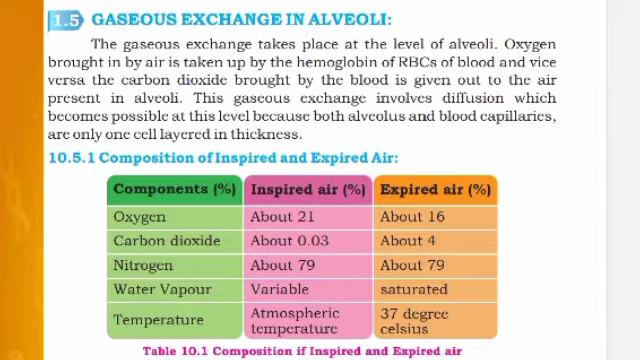 1.5 GASEOUS EXCHANGE IN ALVEOLI:
The gaseous exchange takes place at the level of alveoli. Oxygen
brought in by air is taken up by the hemoglobin of RBCs of blood and vice
versa the carbon dioxide brought by the blood is given out to the air
present in alveoli. This gaseous exchange involves diffusion which
becomes possible at this level because both alveolus and blood capillaries,
are only one cell layered in thickness.
10.5.1 Composition of Inspired and Expired Air:
Components (%) Inspired air (%) Expired air (%)
Oxygen About 21 About 16
Carbon dioxide About 0.03 About 4
Nitrogen About 79 About 79
Water Vapour Variable saturated
Temperature Atmospheric temperature 37 degree celsius
Table 10.1 Composition if Inspired and Expired air